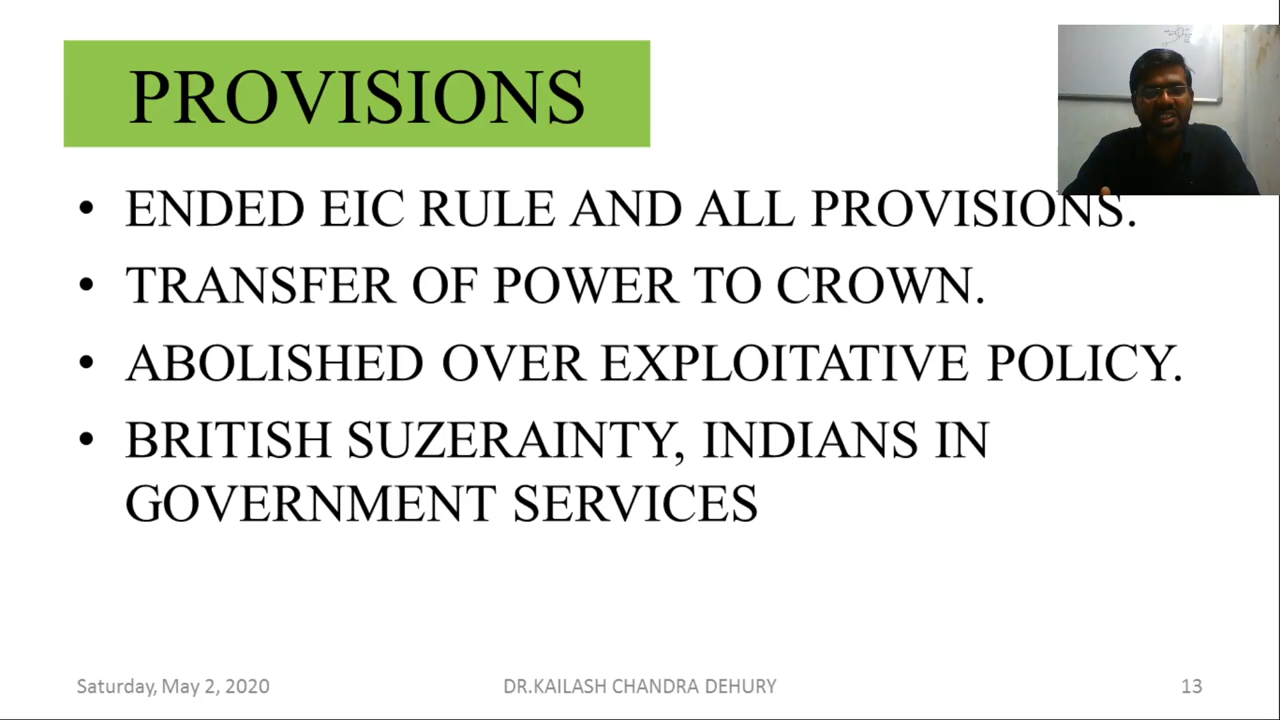 PROVISIONS
• ENDED EIC RULE AND ALL PROVISIONS.
• TRANSFER OF POWER TO CROWN.
• ABOLISHED OVER EXPLOITATIVE POLICY.
• BRITISH SUZERAINTY, INDIANS IN
GOVERNMENT SERVICES
Saturday, May 2, 2020
DR.KAILASH CHANDRA DEHURY
13